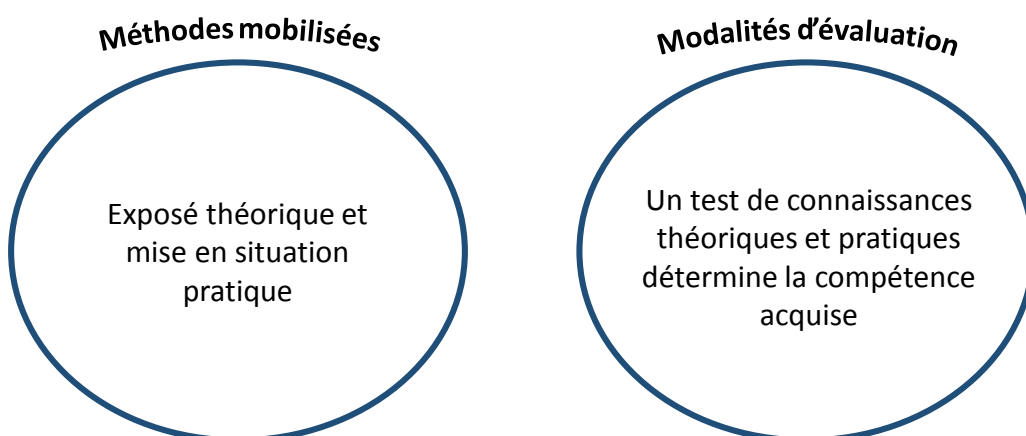 Méthodes mobilisées
Exposé théorique et
mise en situation
pratique
Modalités d'évaluation
Un test de connaissances
théoriques et pratiques
détermine la compétence
acquise